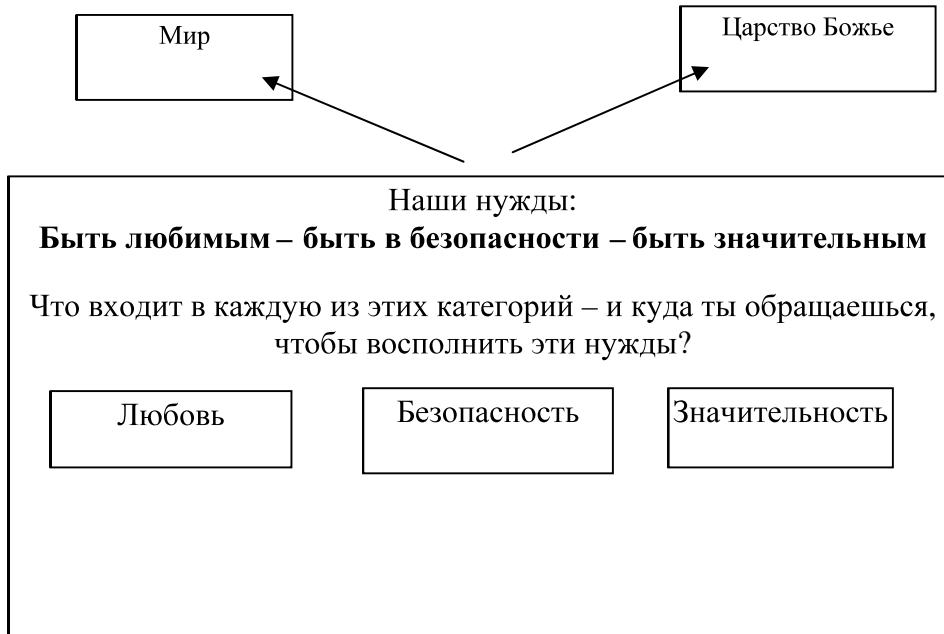 Мир
Царство Божье
Наши нужды:
Быть любимым – быть в безопасности – быть значительным
Что входит в каждую из этих категорий – и куда ты обращаешься,
чтобы восполнить эти нужды?
Любовь
Безопасность
Значительность